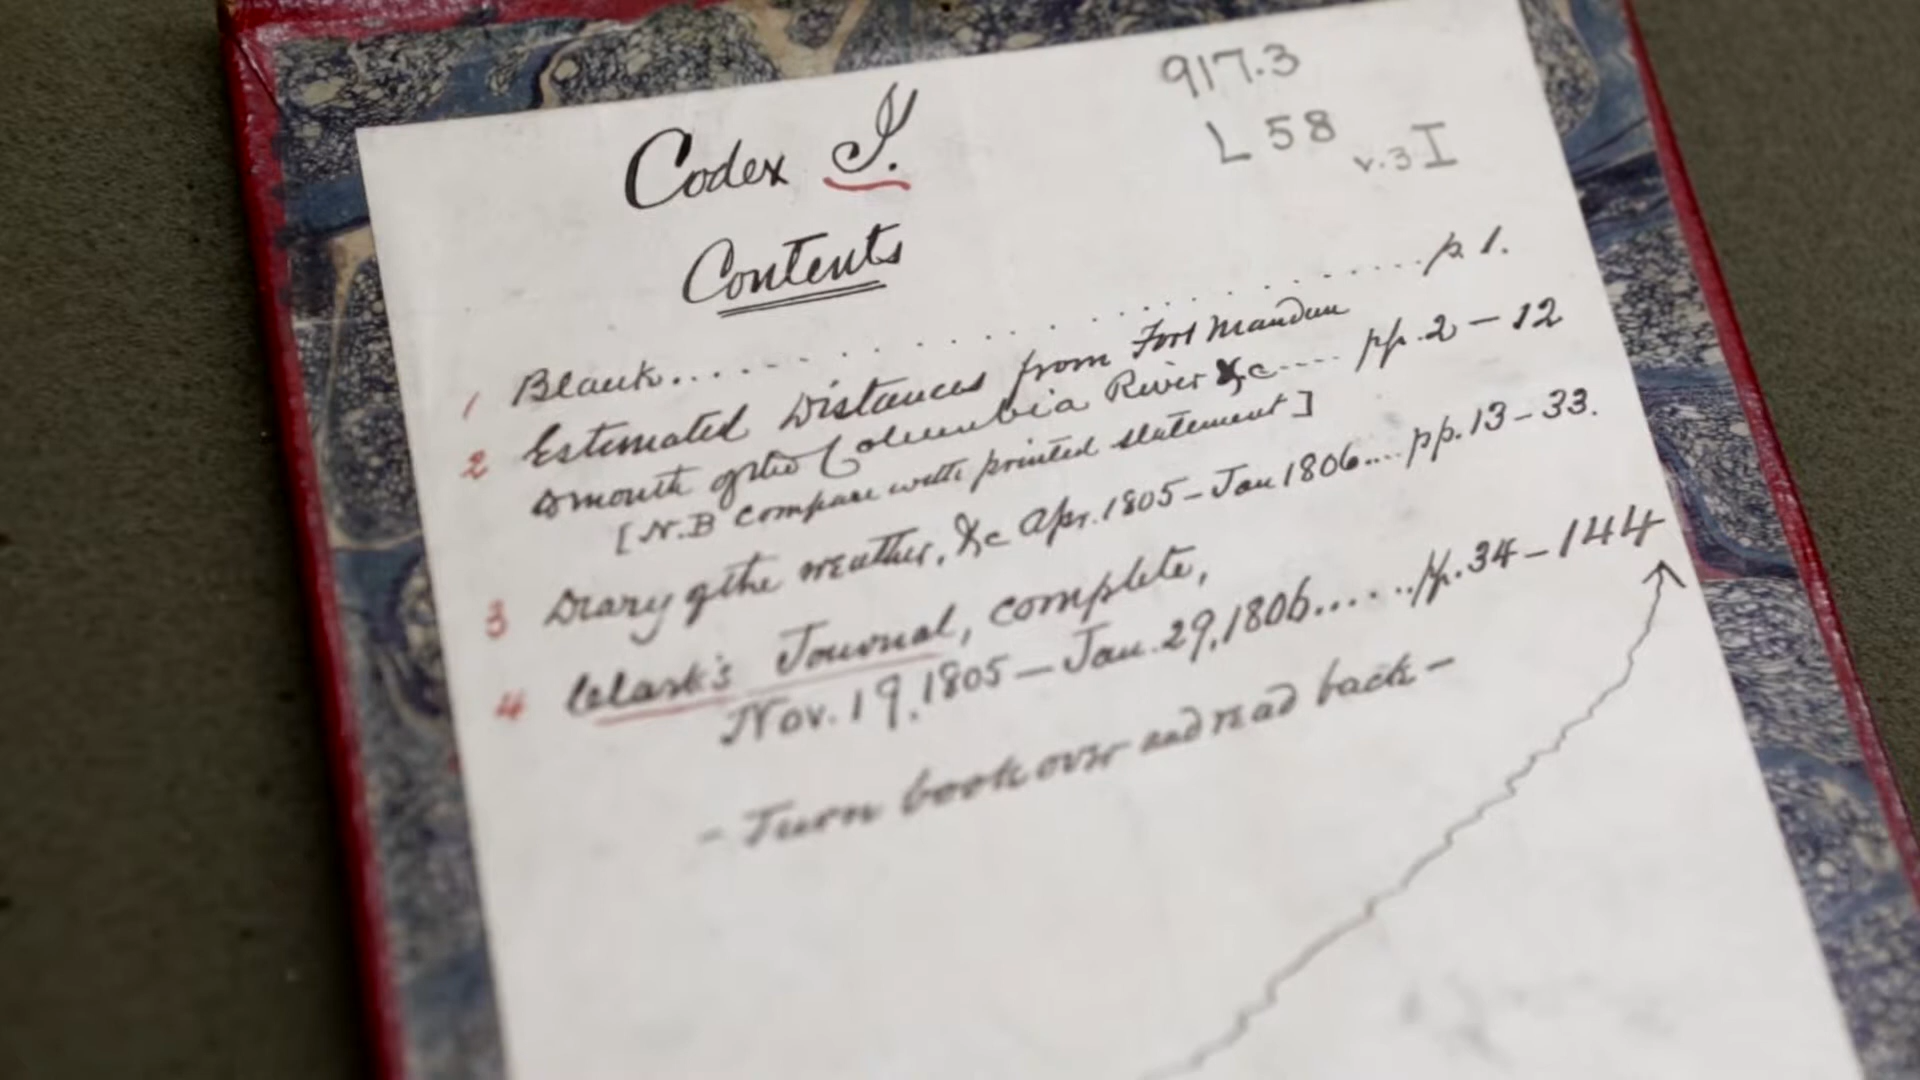 917.3
L 58 v.3 I
Codex I.
Contents
1 Blank.................... p. 1.
2 Estimated Distances from Fort Mandan
to mouth of the Columbia River &c..... pp. 2 - 12
[N.B compare with printed statement]
3 Diary of the weather, &c Apr. 1805 - Jan 1806.... pp. 13 - 33.
4 Clark's Journal, complete,
Nov. 19, 1805 - Jan. 29, 1806...... pp. 34 - 144
- Turn book over and read back -